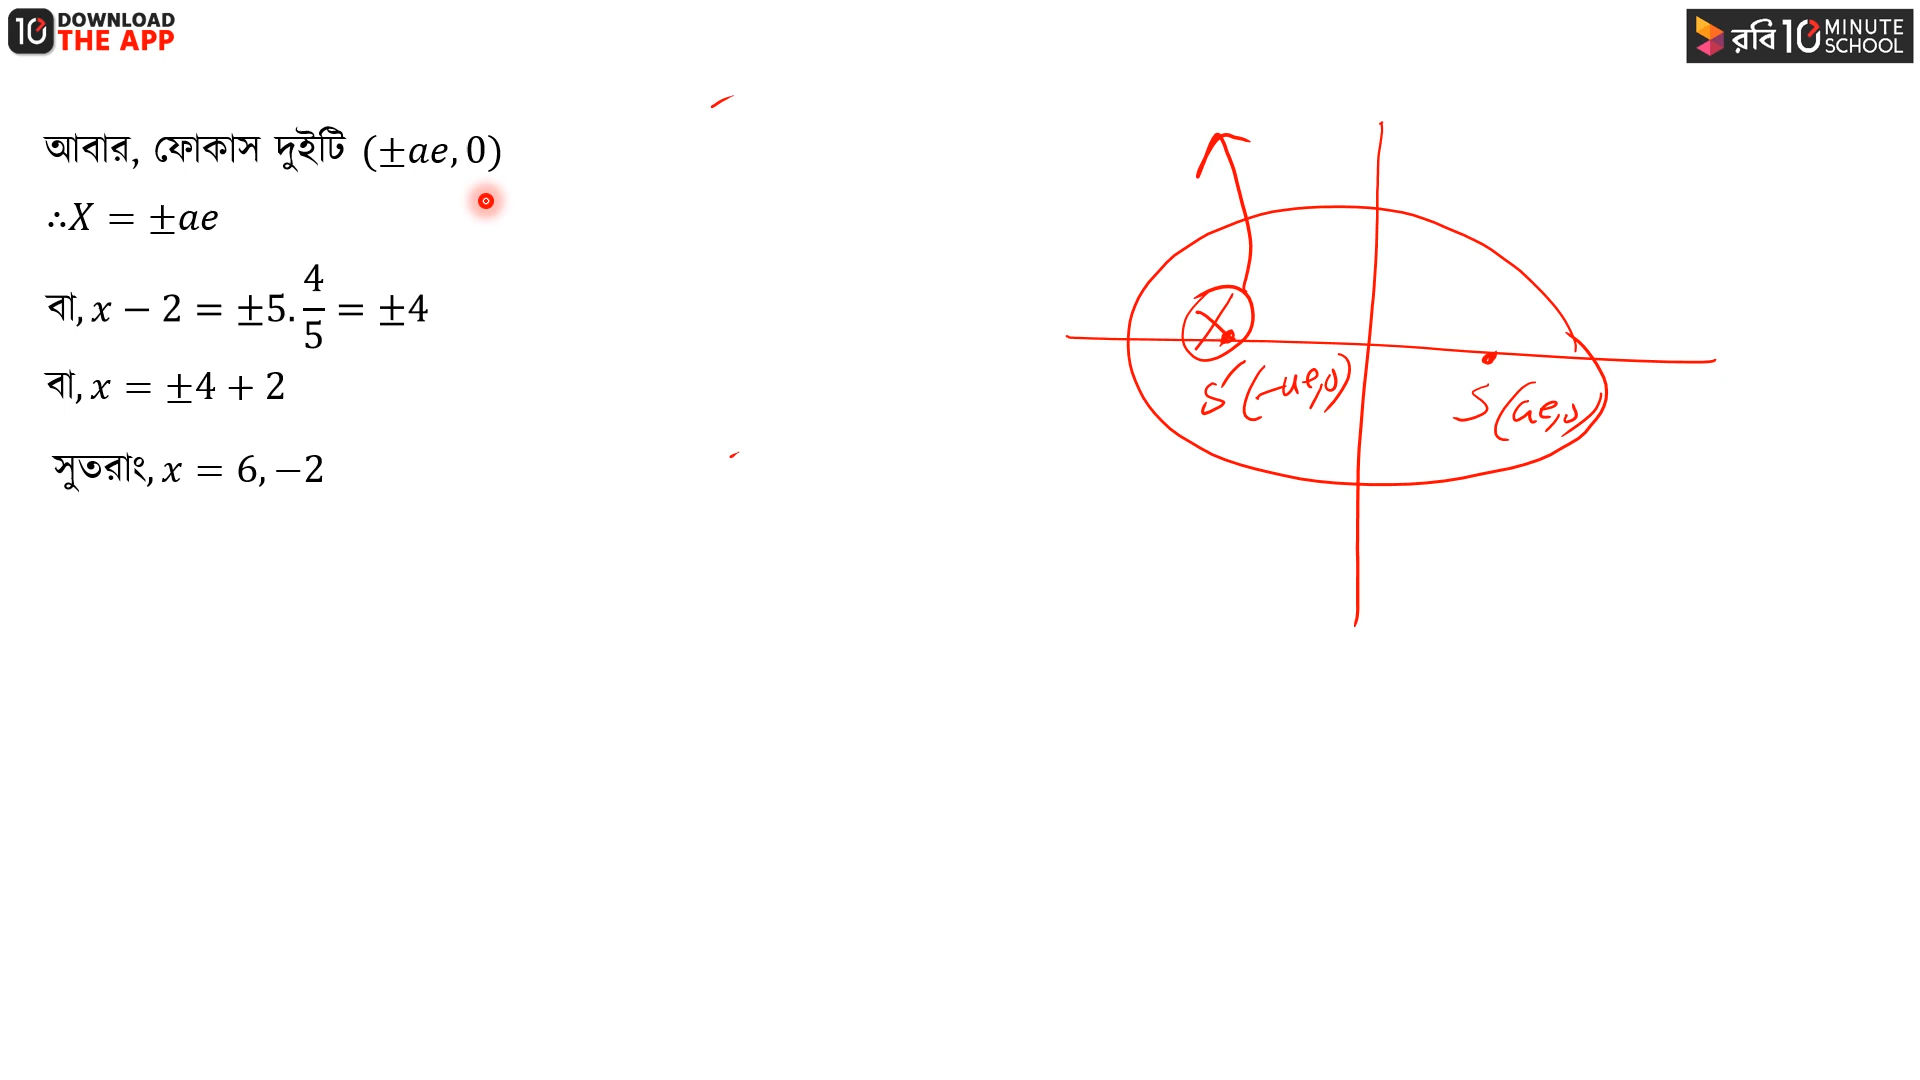 DOWNLOAD
THE APP
রবি 10 MINUTE
SCHOOL
আবার, ফোকাস দুইটি (±ae, 0)
∴X = ±ae
বা, x − 2 = ±5. 4/5 = ±4
বা, x = ±4 + 2
সুতরাং, x = 6, −2
S′(-ae,0)
S(ae,0)